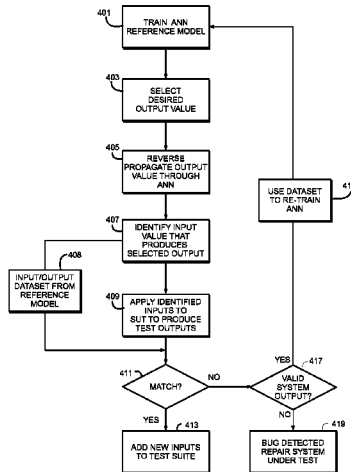 401
TRAIN ANN
REFERENCE MODEL
403
SELECT
DESIRED
OUTPUT VALUE
405
REVERSE
PROPAGATE OUTPUT
VALUE THROUGH
ANN
407
IDENTIFY INPUT
VALUE THAT
PRODUCES
SELECTED OUTPUT
408
INPUT/OUTPUT
DATASET FROM
REFERENCE
MODEL
409
APPLY IDENTIFIED
INPUTS TO
SUT TO PRODUCE
TEST OUTPUTS
USE DATASET
TO RE-TRAIN
ANN
41
411
MATCH?
NO
YES
417
VALID
SYSTEM
OUTPUT?
YES
NO
413
ADD NEW INPUTS
TO TEST SUITE
419
BUG DETECTED
REPAIR SYSTEM
UNDER TEST